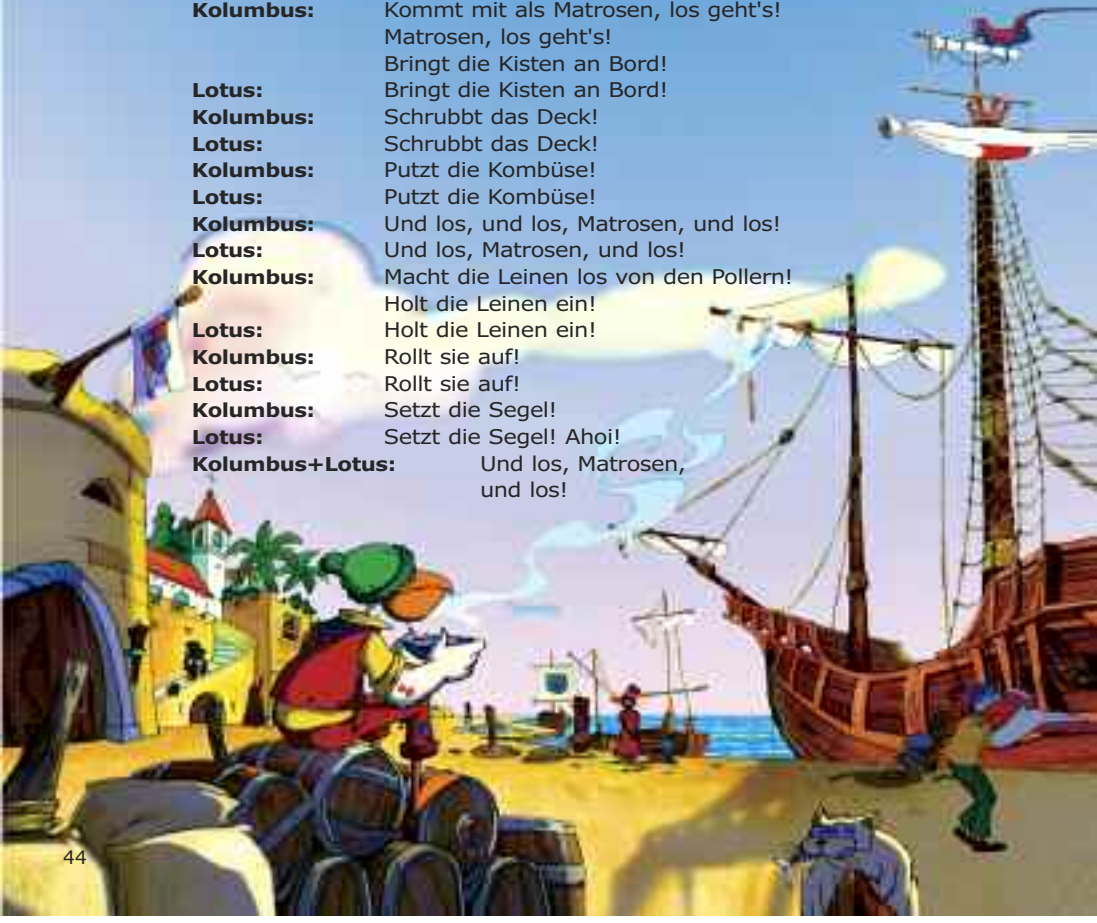 Kolumbus: Kommt mit als Matrosen, los geht's!
Matrosen, los geht's!
Bringt die Kisten an Bord!
Lotus: Bringt die Kisten an Bord!
Kolumbus: Schrubbt das Deck!
Lotus: Schrubbt das Deck!
Kolumbus: Putzt die Kombüse!
Lotus: Putzt die Kombüse!
Kolumbus: Und los, und los, Matrosen, und los!
Lotus: Und los, Matrosen, und los!
Kolumbus: Macht die Leinen los von den Pollern!
Holt die Leinen ein!
Lotus: Holt die Leinen ein!
Kolumbus: Rollt sie auf!
Lotus: Rollt sie auf!
Kolumbus: Setzt die Segel!
Lotus: Setzt die Segel! Ahoi!
Kolumbus+Lotus: Und los, Matrosen,
und los!
44